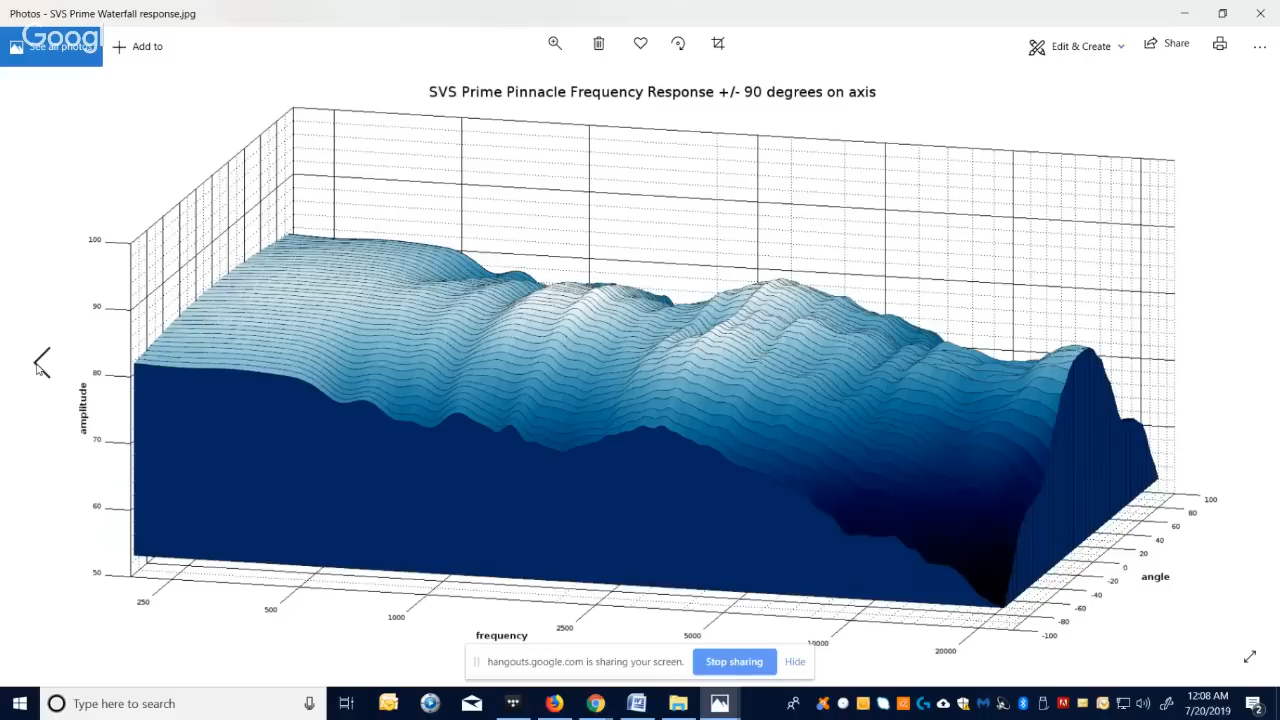 Photos - SVS Prime Waterfall response.jpg
Goog
See all photos
Add to
Edit & Create
Share
SVS Prime Pinnacle Frequency Response +/- 90 degrees on axis
100
90
80
70
60
50
amplitude
250
500
1000
2500
5000
10000
20000
frequency
100
80
60
40
20
0
-20
-40
-60
-80
-100
angle
hangouts.google.com is sharing your screen.
Stop sharing
Hide
Type here to search
12:08 AM
7/20/2019
2